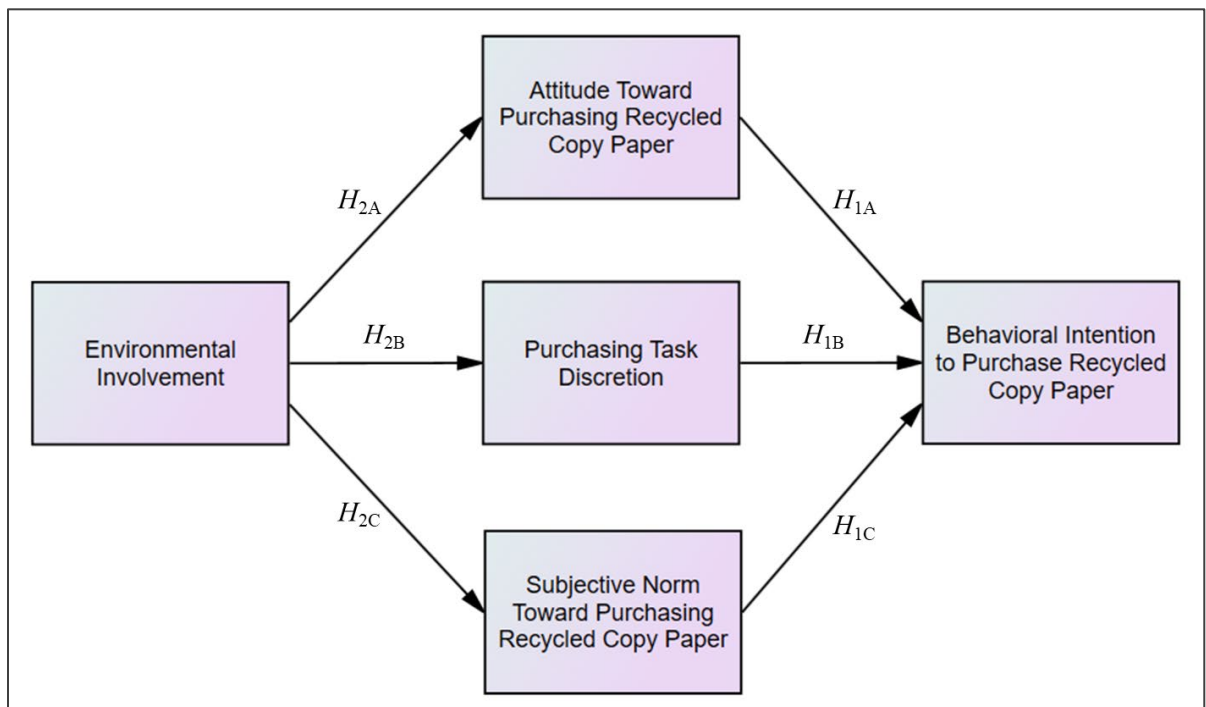 Attitude Toward
Purchasing Recycled
Copy Paper
H2A
H1A
Environmental
Involvement
H2B
Purchasing Task
Discretion
H1B
Behavioral Intention
to Purchase Recycled
Copy Paper
H2C
H1C
Subjective Norm
Toward Purchasing
Recycled Copy Paper